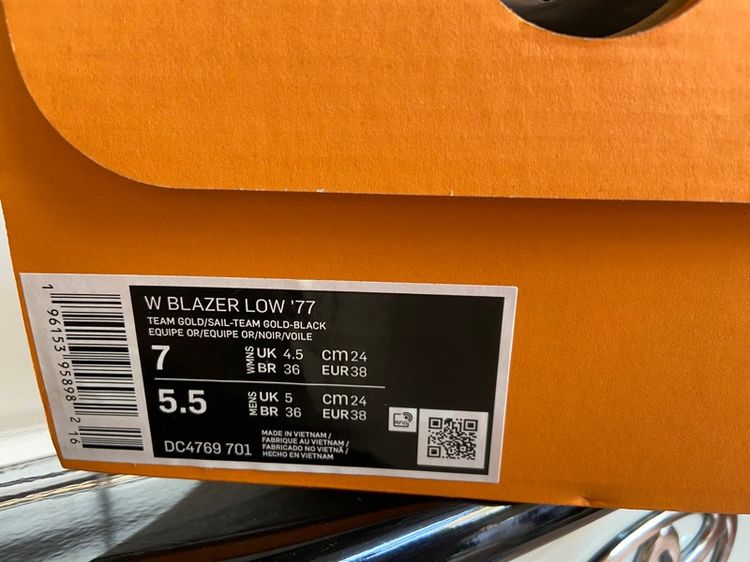 W BLAZER LOW '77
TEAM GOLD/SAIL-TEAM GOLD-BLACK
EQUIPE OR/EQUIPE OR/NOIR/VOILE
7 WMNS UK 4.5 cm 24
BR 36 EUR 38
5.5 MENS UK 5 cm 24
BR 36 EUR 38
DC4769 701
MADE IN VIETNAM /
FABRIQUE AU VIETNAM /
FABRICADO NO VIETNÃ /
HECHO EN VIETNAM
RFID
1 96153 95898 2 16